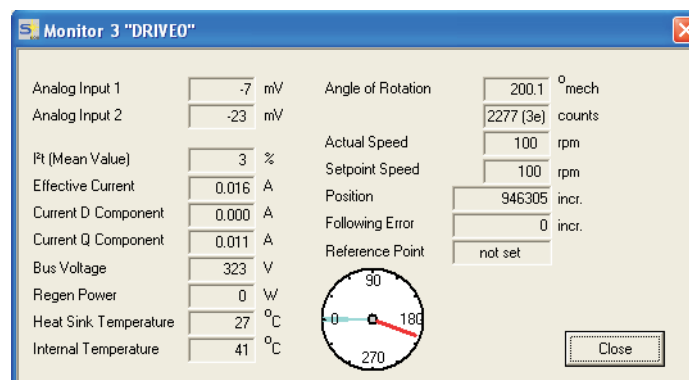 Monitor 3 "DRIVE0"
Analog Input 1 -7 mV
Analog Input 2 -23 mV
I²t (Mean Value) 3 %
Effective Current 0.016 A
Current D Component 0.000 A
Current Q Component 0.011 A
Bus Voltage 323 V
Regen Power 0 W
Heat Sink Temperature 27 °C
Internal Temperature 41 °C
Angle of Rotation 200.1 °mech
2277 (3e) counts
Actual Speed 100 rpm
Setpoint Speed 100 rpm
Position 946305 incr.
Following Error 0 incr.
Reference Point not set
90
0 180
270
Close